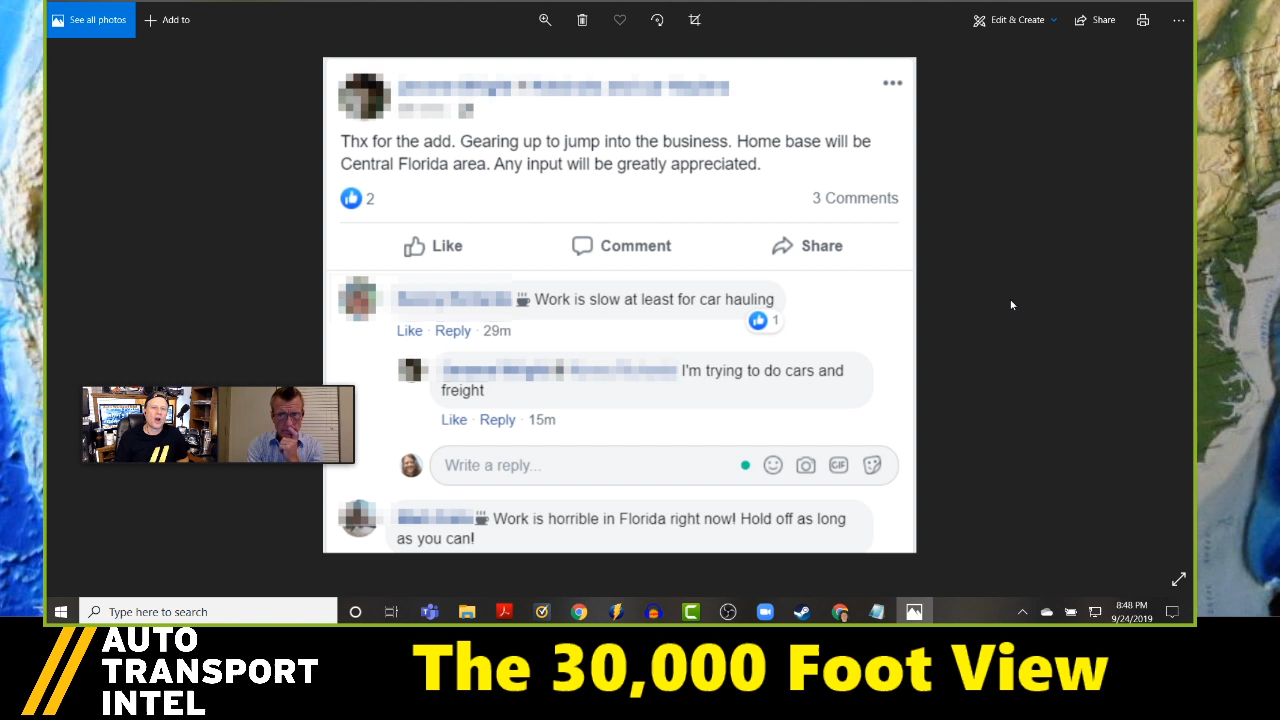 See all photos
Add to
Edit & Create
Share
Thx for the add. Gearing up to jump into the business. Home base will be
Central Florida area. Any input will be greatly appreciated.
2
3 Comments
Like
Comment
Share
Work is slow at least for car hauling
1
Like · Reply · 29m
I'm trying to do cars and
freight
Like · Reply · 15m
Write a reply...
GIF
Work is horrible in Florida right now! Hold off as long
as you can!
Type here to search
8:48 PM
9/24/2019
AUTO
TRANSPORT
INTEL
The 30,000 Foot View